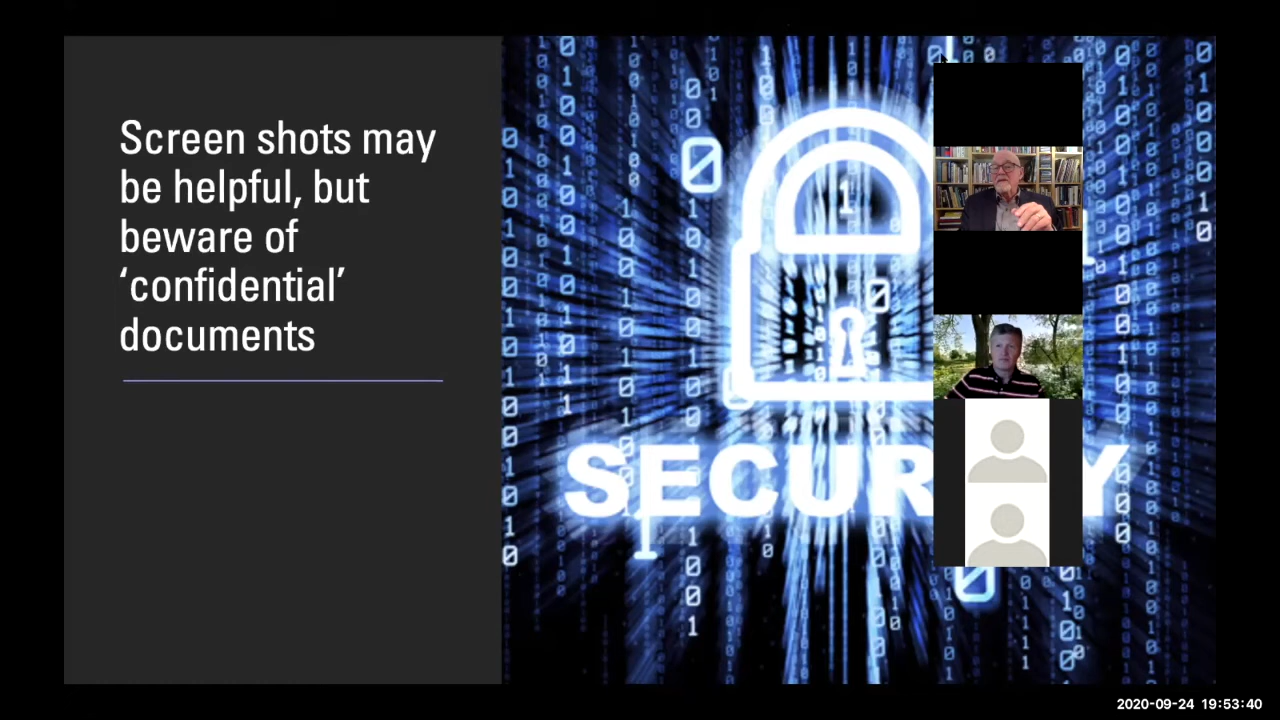 Screen shots may
be helpful, but
beware of
‘confidential’
documents
SECUR Y
2020-09-24 19:53:40